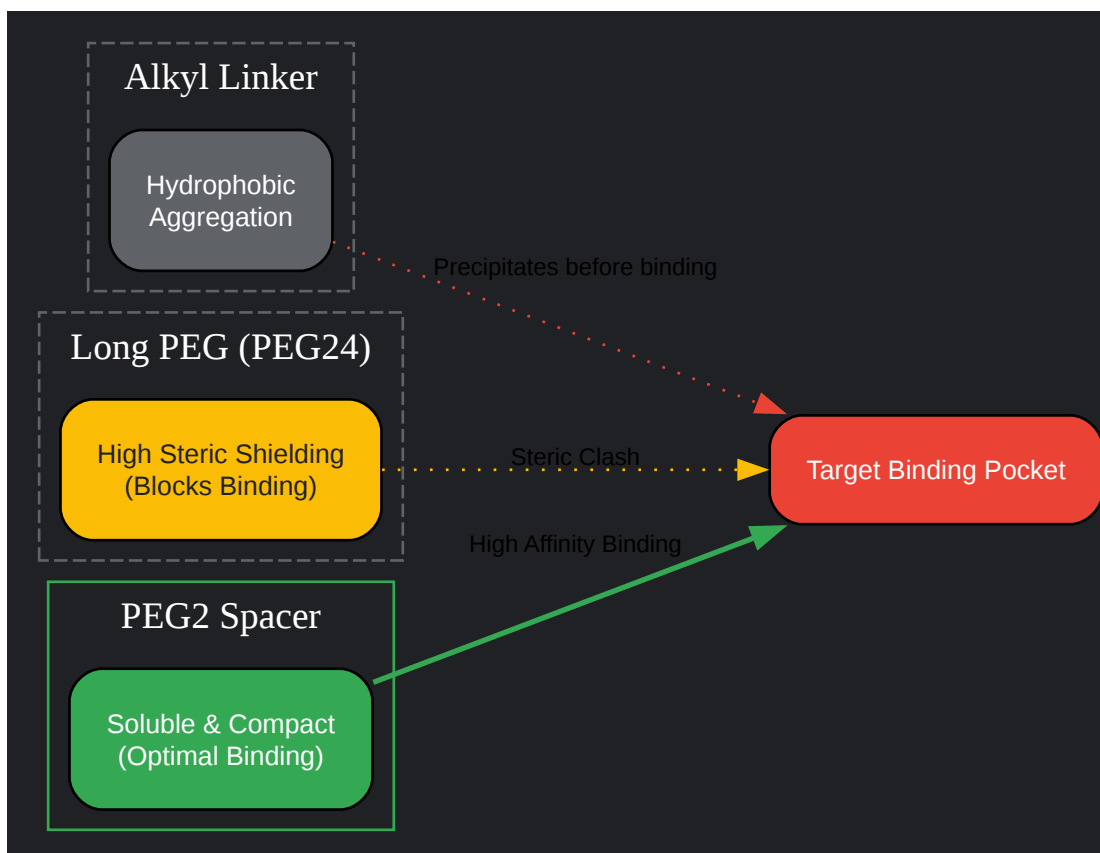 Alkyl Linker
Hydrophobic
Aggregation
Precipitates before binding
Long PEG (PEG24)
High Steric Shielding
(Blocks Binding)
Steric Clash
Target Binding Pocket
High Affinity Binding
PEG2 Spacer
Soluble & Compact
(Optimal Binding)